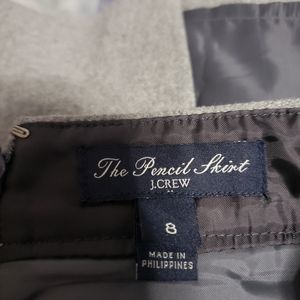 The Pencil Skirt
J.CREW
8
MADE IN
PHILIPPINES